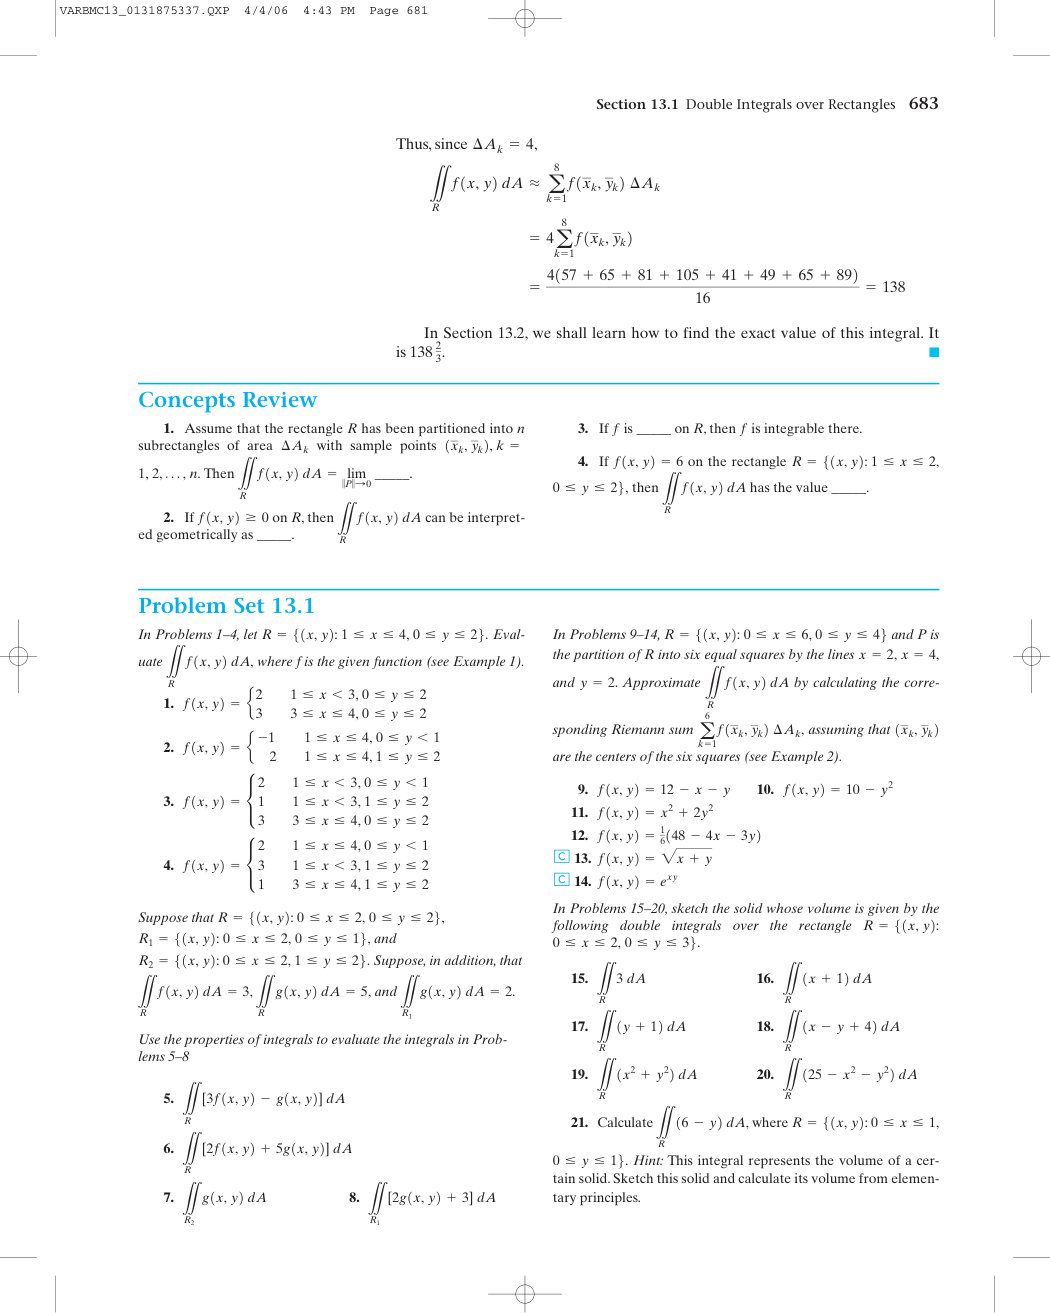 VARBMC13_0131875337.QXP 4/4/06 4:43 PM Page 681
Section 13.1 Double Integrals over Rectangles 683
Thus, since ΔA_k = 4,
∬_R f(x, y) dA ≈ ∑_{k=1}^{8} f(x̄_k, ȳ_k) ΔA_k
= 4 ∑_{k=1}^{8} f(x̄_k, ȳ_k)
= 4(57 + 65 + 81 + 105 + 41 + 49 + 65 + 89) / 16 = 138
In Section 13.2, we shall learn how to find the exact value of this integral. It
is 138 2/3.
Concepts Review
1. Assume that the rectangle R has been partitioned into n
subrectangles of area ΔA_k with sample points (x̄_k, ȳ_k), k =
1, 2, . . . , n. Then ∬_R f(x, y) dA = lim_{‖P‖→0} _____.
2. If f(x, y) ≥ 0 on R, then ∬_R f(x, y) dA can be interpret-
ed geometrically as _____.
3. If f is _____ on R, then f is integrable there.
4. If f(x, y) = 6 on the rectangle R = {(x, y): 1 ≤ x ≤ 2,
0 ≤ y ≤ 2}, then ∬_R f(x, y) dA has the value _____.
Problem Set 13.1
In Problems 1–4, let R = {(x, y): 1 ≤ x ≤ 4, 0 ≤ y ≤ 2}. Eval-
uate ∬_R f(x, y) dA, where f is the given function (see Example 1).
1. f(x, y) = { 2 1 ≤ x < 3, 0 ≤ y ≤ 2
3 3 ≤ x ≤ 4, 0 ≤ y ≤ 2
2. f(x, y) = { −1 1 ≤ x ≤ 4, 0 ≤ y < 1
2 1 ≤ x ≤ 4, 1 ≤ y ≤ 2
3. f(x, y) = { 2 1 ≤ x < 3, 0 ≤ y < 1
1 1 ≤ x < 3, 1 ≤ y ≤ 2
3 3 ≤ x ≤ 4, 0 ≤ y ≤ 2
4. f(x, y) = { 2 1 ≤ x ≤ 4, 0 ≤ y < 1
3 1 ≤ x < 3, 1 ≤ y ≤ 2
1 3 ≤ x ≤ 4, 1 ≤ y ≤ 2
Suppose that R = {(x, y): 0 ≤ x ≤ 2, 0 ≤ y ≤ 2},
R₁ = {(x, y): 0 ≤ x ≤ 2, 0 ≤ y ≤ 1}, and
R₂ = {(x, y): 0 ≤ x ≤ 2, 1 ≤ y ≤ 2}. Suppose, in addition, that
∬_R f(x, y) dA = 3, ∬_R g(x, y) dA = 5, and ∬_{R₁} g(x, y) dA = 2.
Use the properties of integrals to evaluate the integrals in Prob-
lems 5–8
5. ∬_R [3f(x, y) − g(x, y)] dA
6. ∬_R [2f(x, y) + 5g(x, y)] dA
7. ∬_{R₂} g(x, y) dA 8. ∬_{R₁} [2g(x, y) + 3] dA
In Problems 9–14, R = {(x, y): 0 ≤ x ≤ 6, 0 ≤ y ≤ 4} and P is
the partition of R into six equal squares by the lines x = 2, x = 4,
and y = 2. Approximate ∬_R f(x, y) dA by calculating the corre-
sponding Riemann sum ∑_{k=1}^{6} f(x̄_k, ȳ_k) ΔA_k, assuming that (x̄_k, ȳ_k)
are the centers of the six squares (see Example 2).
9. f(x, y) = 12 − x − y 10. f(x, y) = 10 − y²
11. f(x, y) = x² + 2y²
12. f(x, y) = 1/6(48 − 4x − 3y)
C 13. f(x, y) = √(x + y)
C 14. f(x, y) = e^{xy}
In Problems 15–20, sketch the solid whose volume is given by the
following double integrals over the rectangle R = {(x, y):
0 ≤ x ≤ 2, 0 ≤ y ≤ 3}.
15. ∬_R 3 dA 16. ∬_R (x + 1) dA
17. ∬_R (y + 1) dA 18. ∬_R (x − y + 4) dA
19. ∬_R (x² + y²) dA 20. ∬_R (25 − x² − y²) dA
21. Calculate ∬_R (6 − y) dA, where R = {(x, y): 0 ≤ x ≤ 1,
0 ≤ y ≤ 1}. Hint: This integral represents the volume of a cer-
tain solid. Sketch this solid and calculate its volume from elemen-
tary principles.